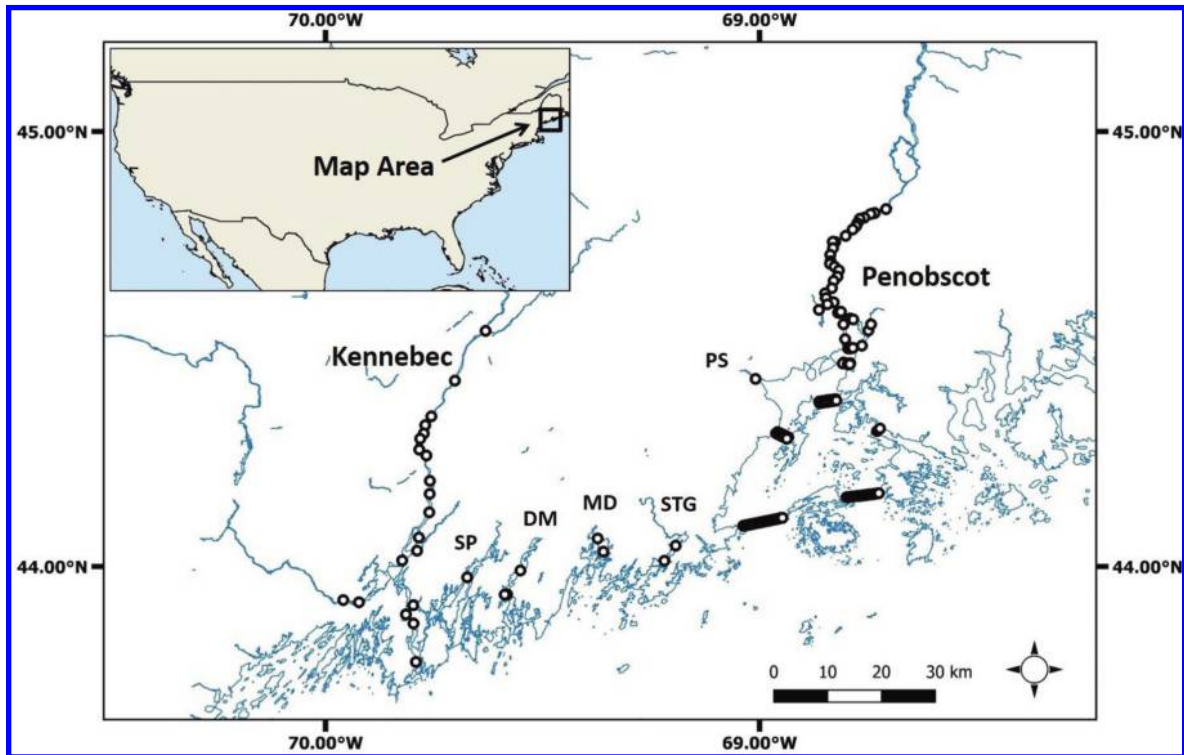 70.00°W 69.00°W
45.00°N 45.00°N
Map Area
Penobscot
Kennebec
PS
MD STG
DM
SP
44.00°N 44.00°N
0 10 20 30 km
70.00°W 69.00°W